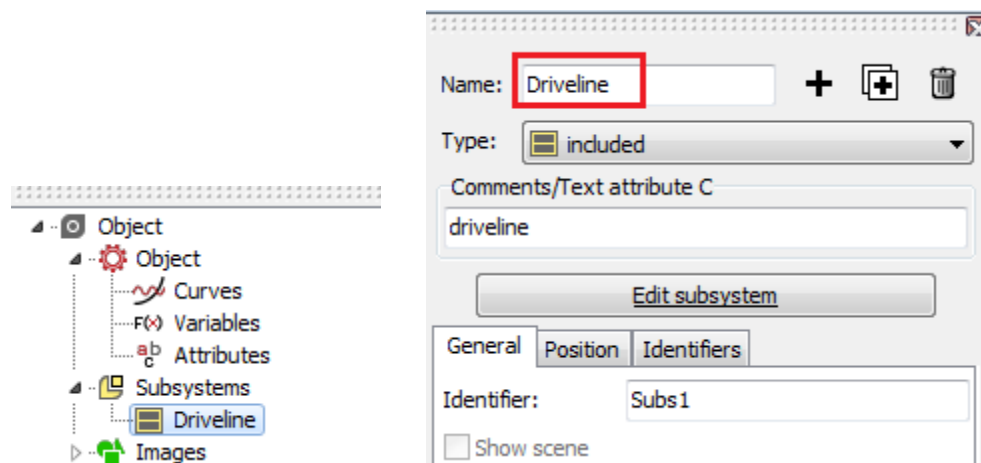 Object
Object
Curves
F(x) Variables
ab
c Attributes
Subsystems
Driveline
Images
Name: Driveline
Type: included
Comments/Text attribute C
driveline
Edit subsystem
General Position Identifiers
Identifier: Subs1
Show scene